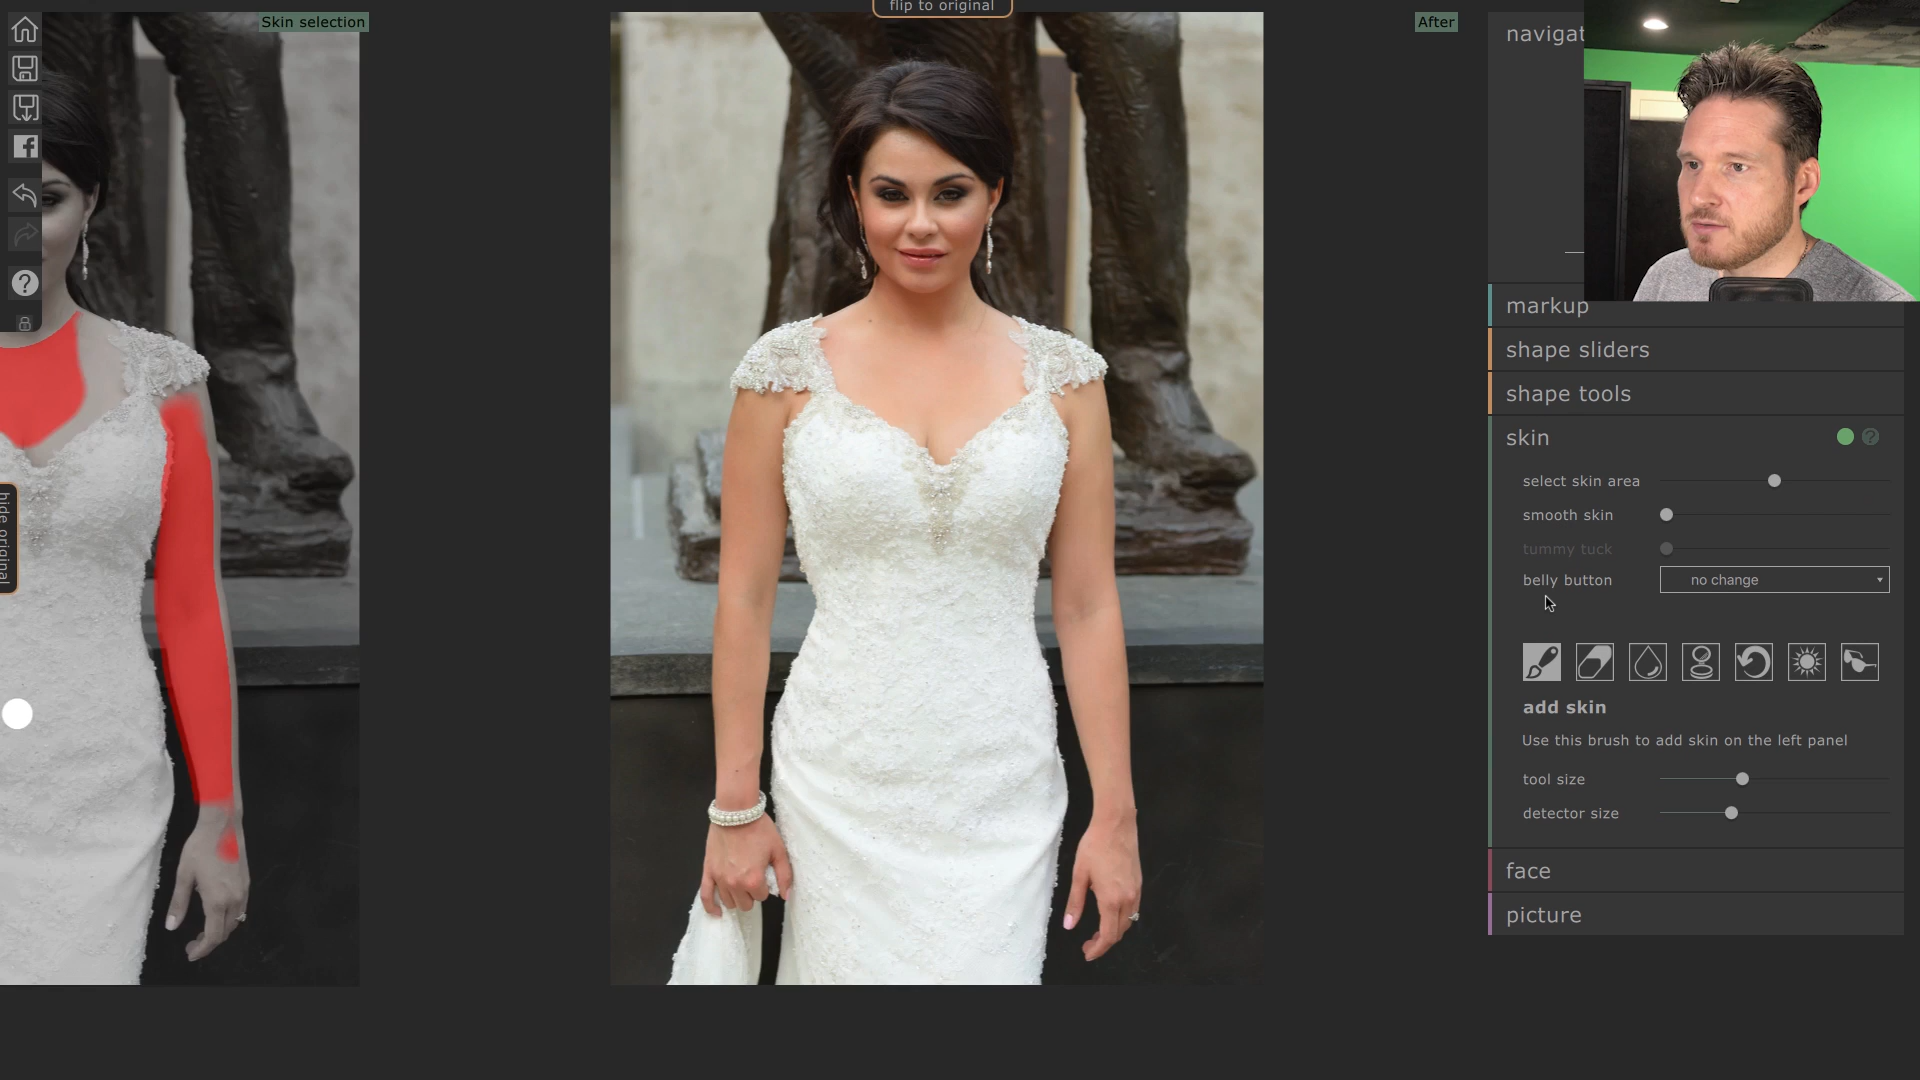 Skin selection
flip to original
After
navigat
markup
shape sliders
shape tools
skin
select skin area
smooth skin
tummy tuck
belly button
no change
add skin
Use this brush to add skin on the left panel
tool size
detector size
face
picture
hide original